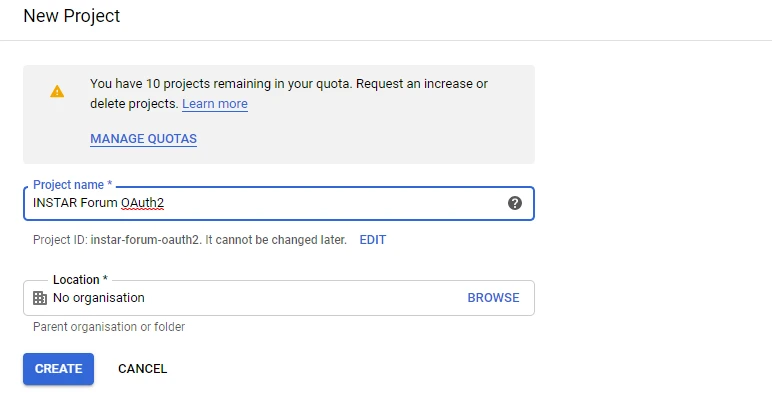 New Project
You have 10 projects remaining in your quota. Request an increase or
delete projects. Learn more
MANAGE QUOTAS
Project name *
INSTAR Forum OAuth2
Project ID: instar-forum-oauth2. It cannot be changed later. EDIT
Location *
No organisation BROWSE
Parent organisation or folder
CREATE CANCEL